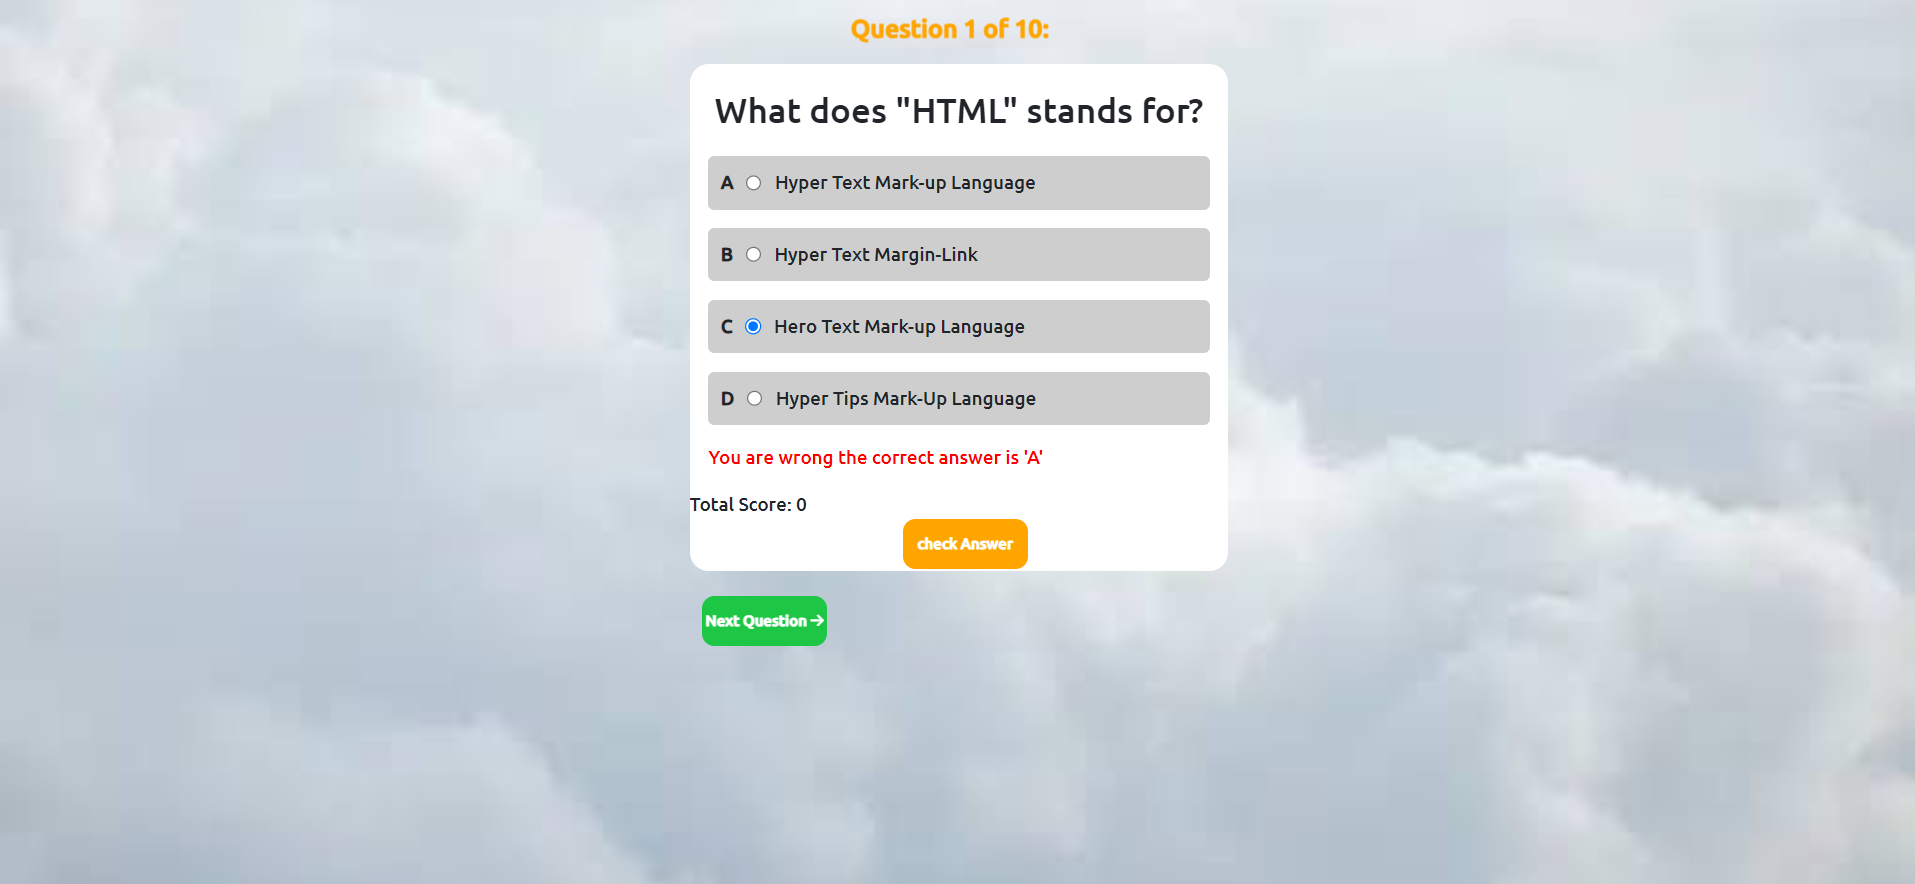 Question 1 of 10:
What does "HTML" stands for?
A Hyper Text Mark-up Language
B Hyper Text Margin-Link
C Hero Text Mark-up Language
D Hyper Tips Mark-Up Language
You are wrong the correct answer is 'A'
Total Score: 0
check Answer
Next Question →